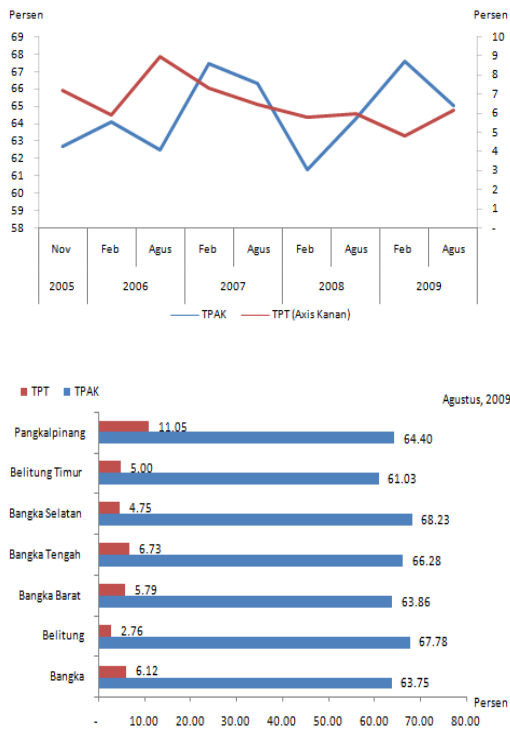 Persen Persen
69 10
68 9
67 8
66 7
65 6
64 5
63 4
62 3
61 2
60 1
59 -
58
Nov Feb Agus Feb Agus Feb Agus Feb Agus
2005 2006 2007 2008 2009
TPAK TPT (Axis Kanan)
TPT TPAK
Agustus, 2009
Pangkalpinang 11.05 64.40
Belitung Timur 5.00 61.03
Bangka Selatan 4.75 68.23
Bangka Tengah 6.73 66.28
Bangka Barat 5.79 63.86
Belitung 2.76 67.78
Bangka 6.12 63.75
Persen
- 10.00 20.00 30.00 40.00 50.00 60.00 70.00 80.00